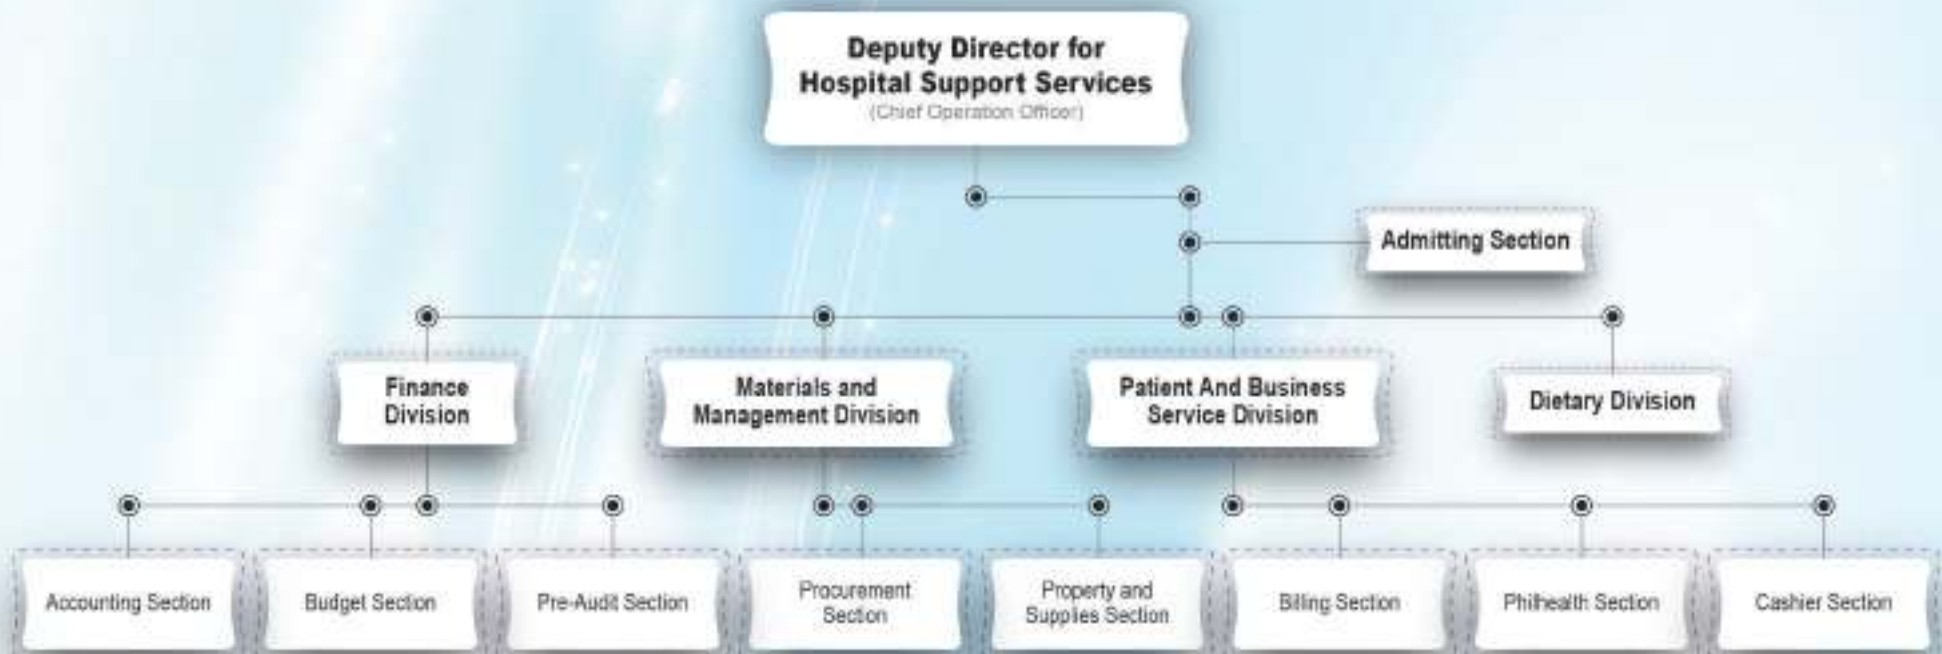 Deputy Director for
Hospital Support Services
(Chief Operation Officer)
Admitting Section
Finance
Division
Materials and
Management Division
Patient And Business
Service Division
Dietary Division
Accounting Section
Budget Section
Pre-Audit Section
Procurement
Section
Property and
Supplies Section
Billing Section
Philhealth Section
Cashier Section